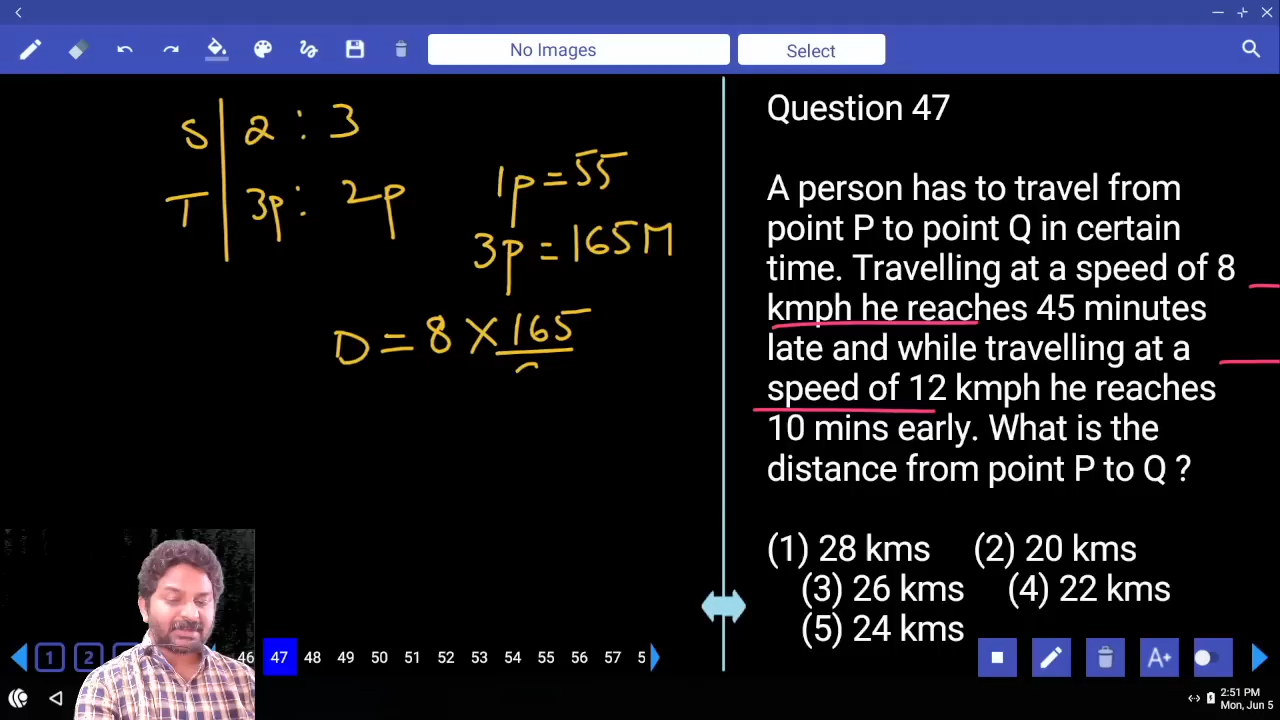 No Images
Select
S 2 : 3
T 3p : 2p
1p = 55
3p = 165M
D = 8 × 165
Question 47
A person has to travel from
point P to point Q in certain
time. Travelling at a speed of 8
kmph he reaches 45 minutes
late and while travelling at a
speed of 12 kmph he reaches
10 mins early. What is the
distance from point P to Q ?
(1) 28 kms (2) 20 kms
(3) 26 kms (4) 22 kms
(5) 24 kms
1 2 46 47 48 49 50 51 52 53 54 55 56 57 5
A+
2:51 PM
Mon, Jun 5